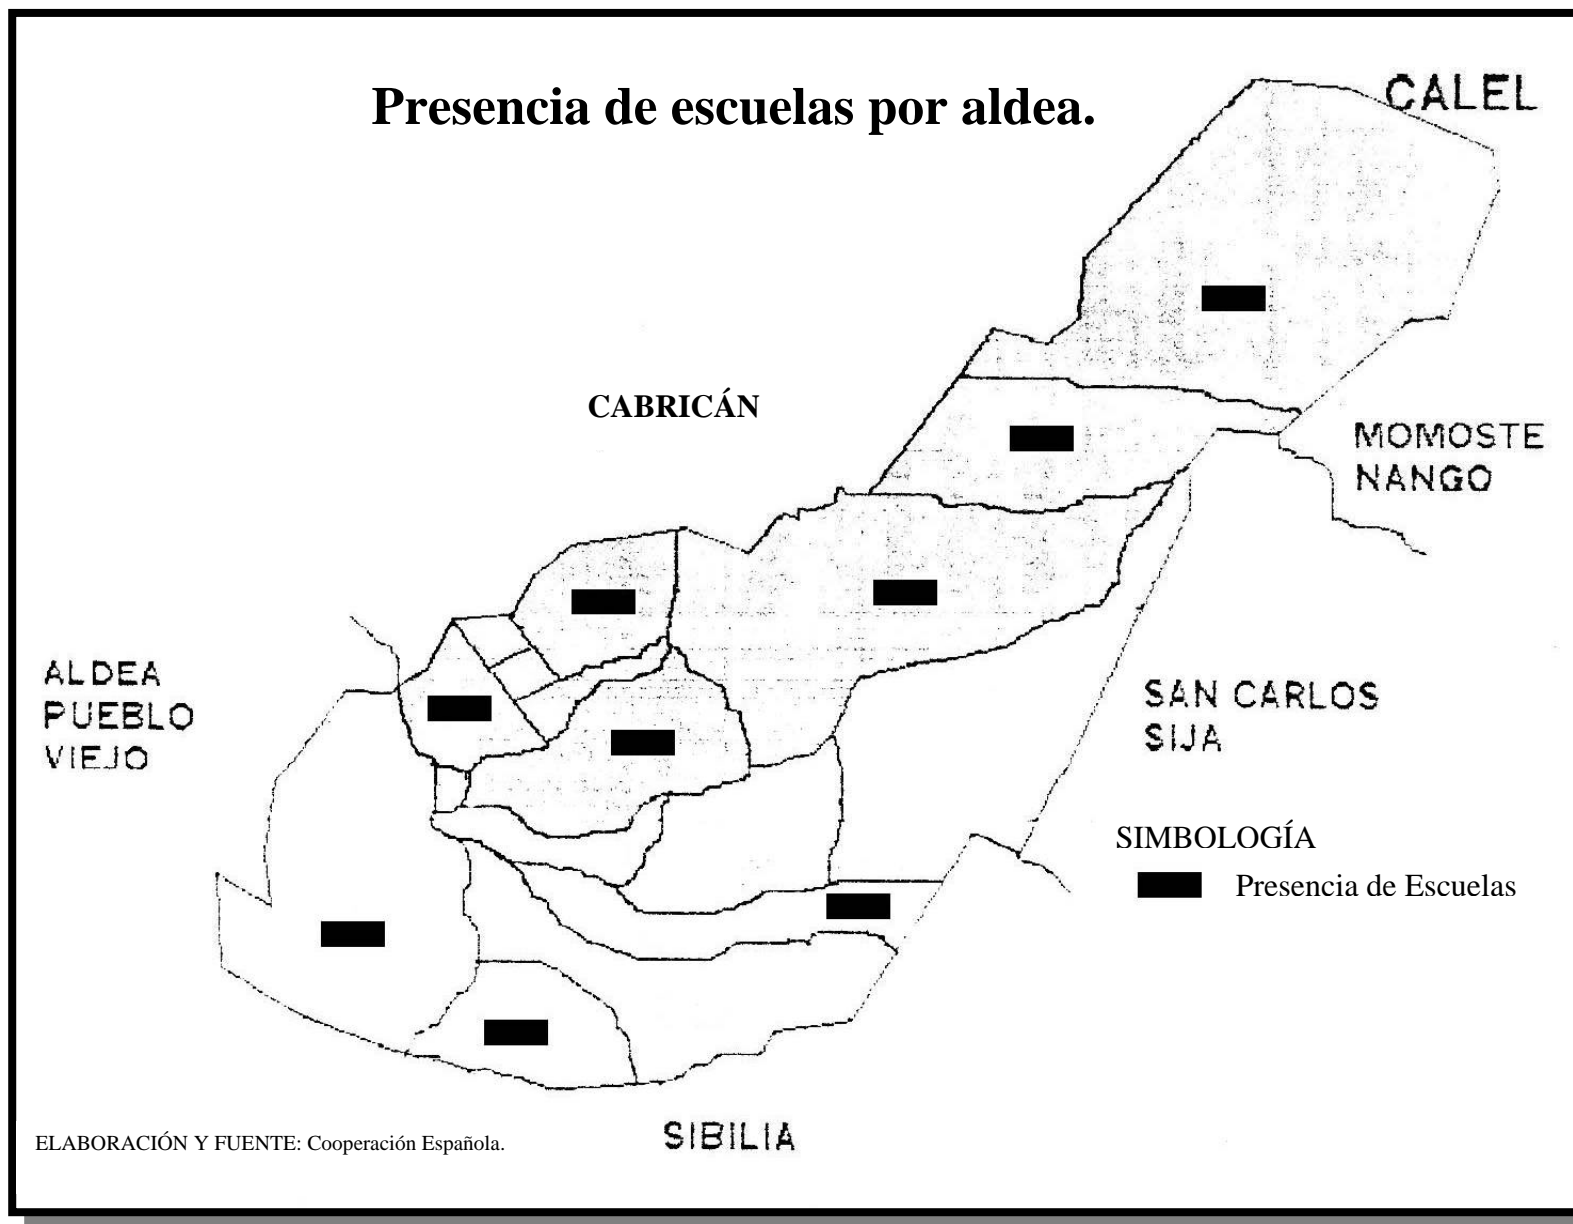 Presencia de escuelas por aldea.
CALEL
CABRICÁN
MOMOSTE
NANGO
ALDEA
PUEBLO
VIEJO
SAN CARLOS
SIJA
SIMBOLOGÍA
Presencia de Escuelas
SIBILIA
ELABORACIÓN Y FUENTE: Cooperación Española.